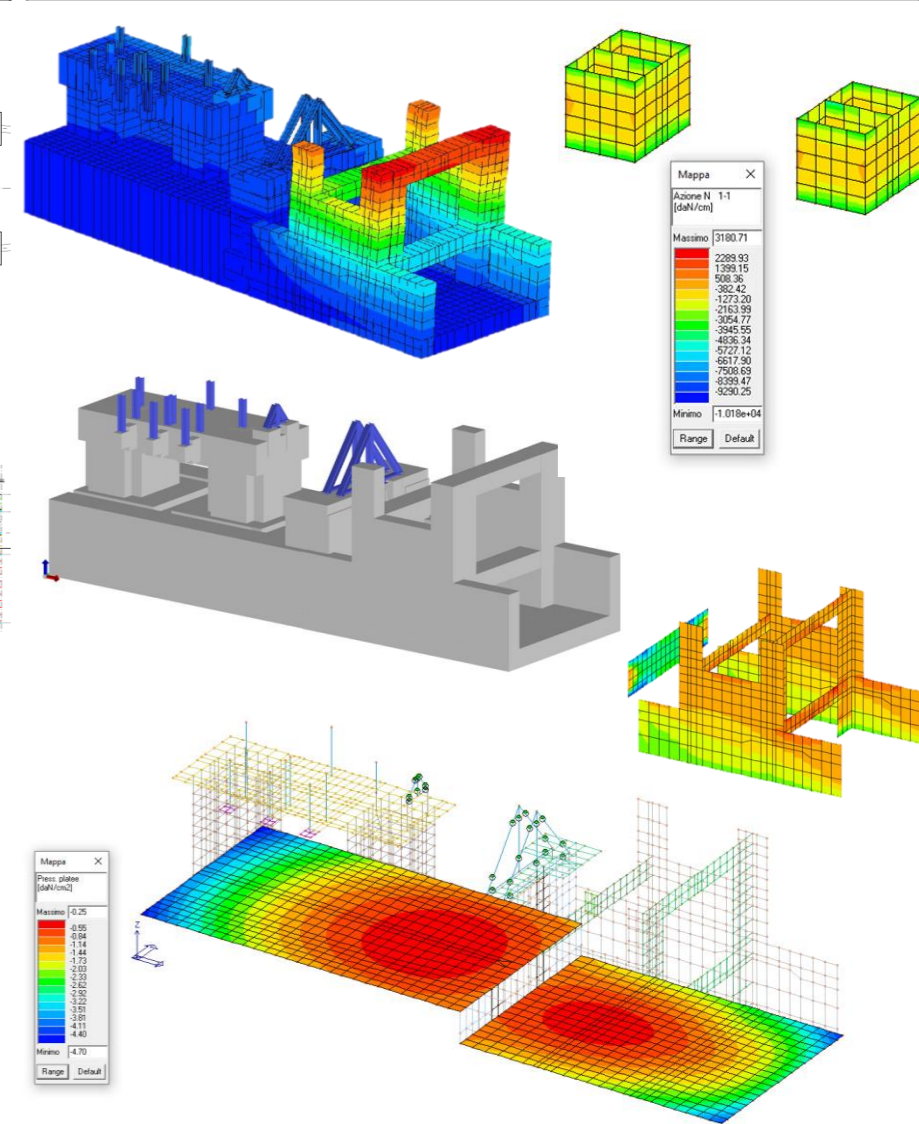 Mappa
Azione N 1-1
[daN/cm]
Massimo 3180.71
2289.93
1399.15
508.36
-382.42
-1273.20
-2163.99
-3054.77
-3945.55
-4836.34
-5727.12
-6617.90
-7508.69
-8399.47
-9290.25
Minimo -1.018e+04
Range Default
Mappa
Press. platee
[daN/cm2]
Massimo -0.25
-0.55
-0.84
-1.14
-1.44
-1.73
-2.03
-2.33
-2.62
-2.92
-3.22
-3.51
-3.81
-4.11
-4.40
Minimo -4.70
Range Default
Z